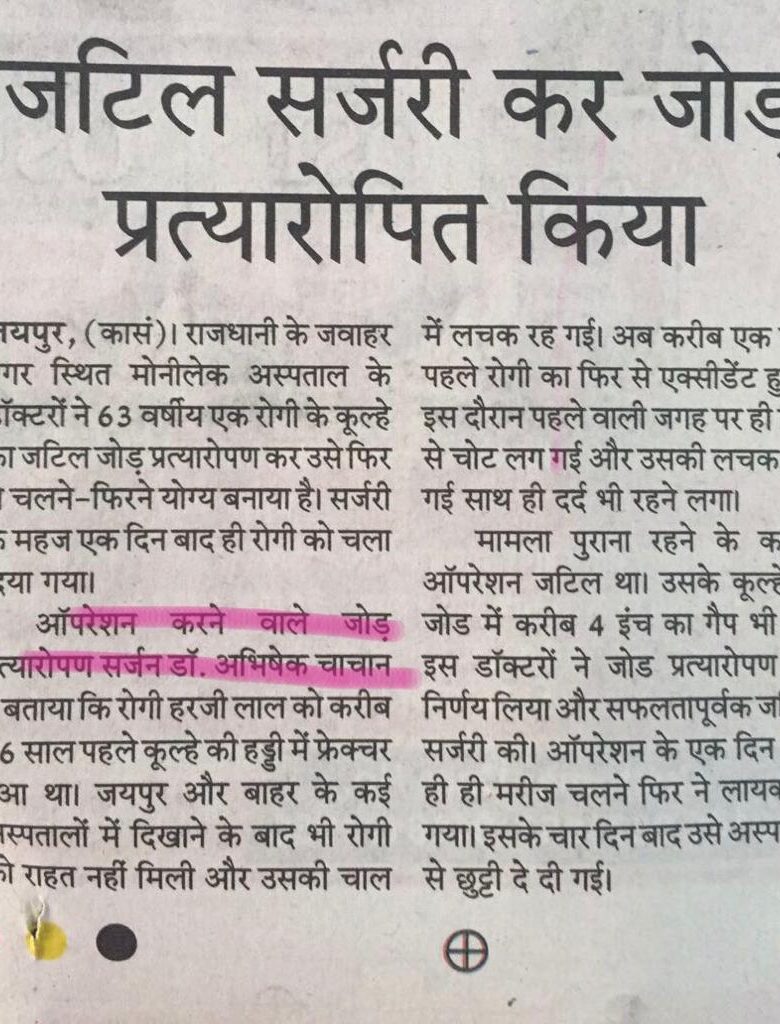 जटिल सर्जरी कर जोड़
प्रत्यारोपित किया
जयपुर, (कासं)। राजधानी के जवाहर
नगर स्थित मोनीलेक अस्पताल के
डॉक्टरों ने 63 वर्षीय एक रोगी के कूल्हे
का जटिल जोड़ प्रत्यारोपण कर उसे फिर
चलने-फिरने योग्य बनाया है। सर्जरी
के महज एक दिन बाद ही रोगी को चला
दिया गया।
ऑपरेशन करने वाले जोड़
प्रत्यारोपण सर्जन डॉ. अभिषेक चाचान
बताया कि रोगी हरजी लाल को करीब
6 साल पहले कूल्हे की हड्डी में फ्रेक्चर
हुआ था। जयपुर और बाहर के कई
अस्पतालों में दिखाने के बाद भी रोगी
को राहत नहीं मिली और उसकी चाल
में लचक रह गई। अब करीब एक
पहले रोगी का फिर से एक्सीडेंट
इस दौरान पहले वाली जगह पर ही
से चोट लग गई और उसकी लचक
गई साथ ही दर्द भी रहने लगा।
मामला पुराना रहने के
ऑपरेशन जटिल था। उसके कूल्हे
जोड में करीब 4 इंच का गैप भी
इस डॉक्टरों ने जोड प्रत्यारोपण
निर्णय लिया और सफलतापूर्वक
सर्जरी की। ऑपरेशन के एक दिन
ही ही मरीज चलने फिर ने लायक
गया। इसके चार दिन बाद उसे
से छुट्टी दे दी गई।